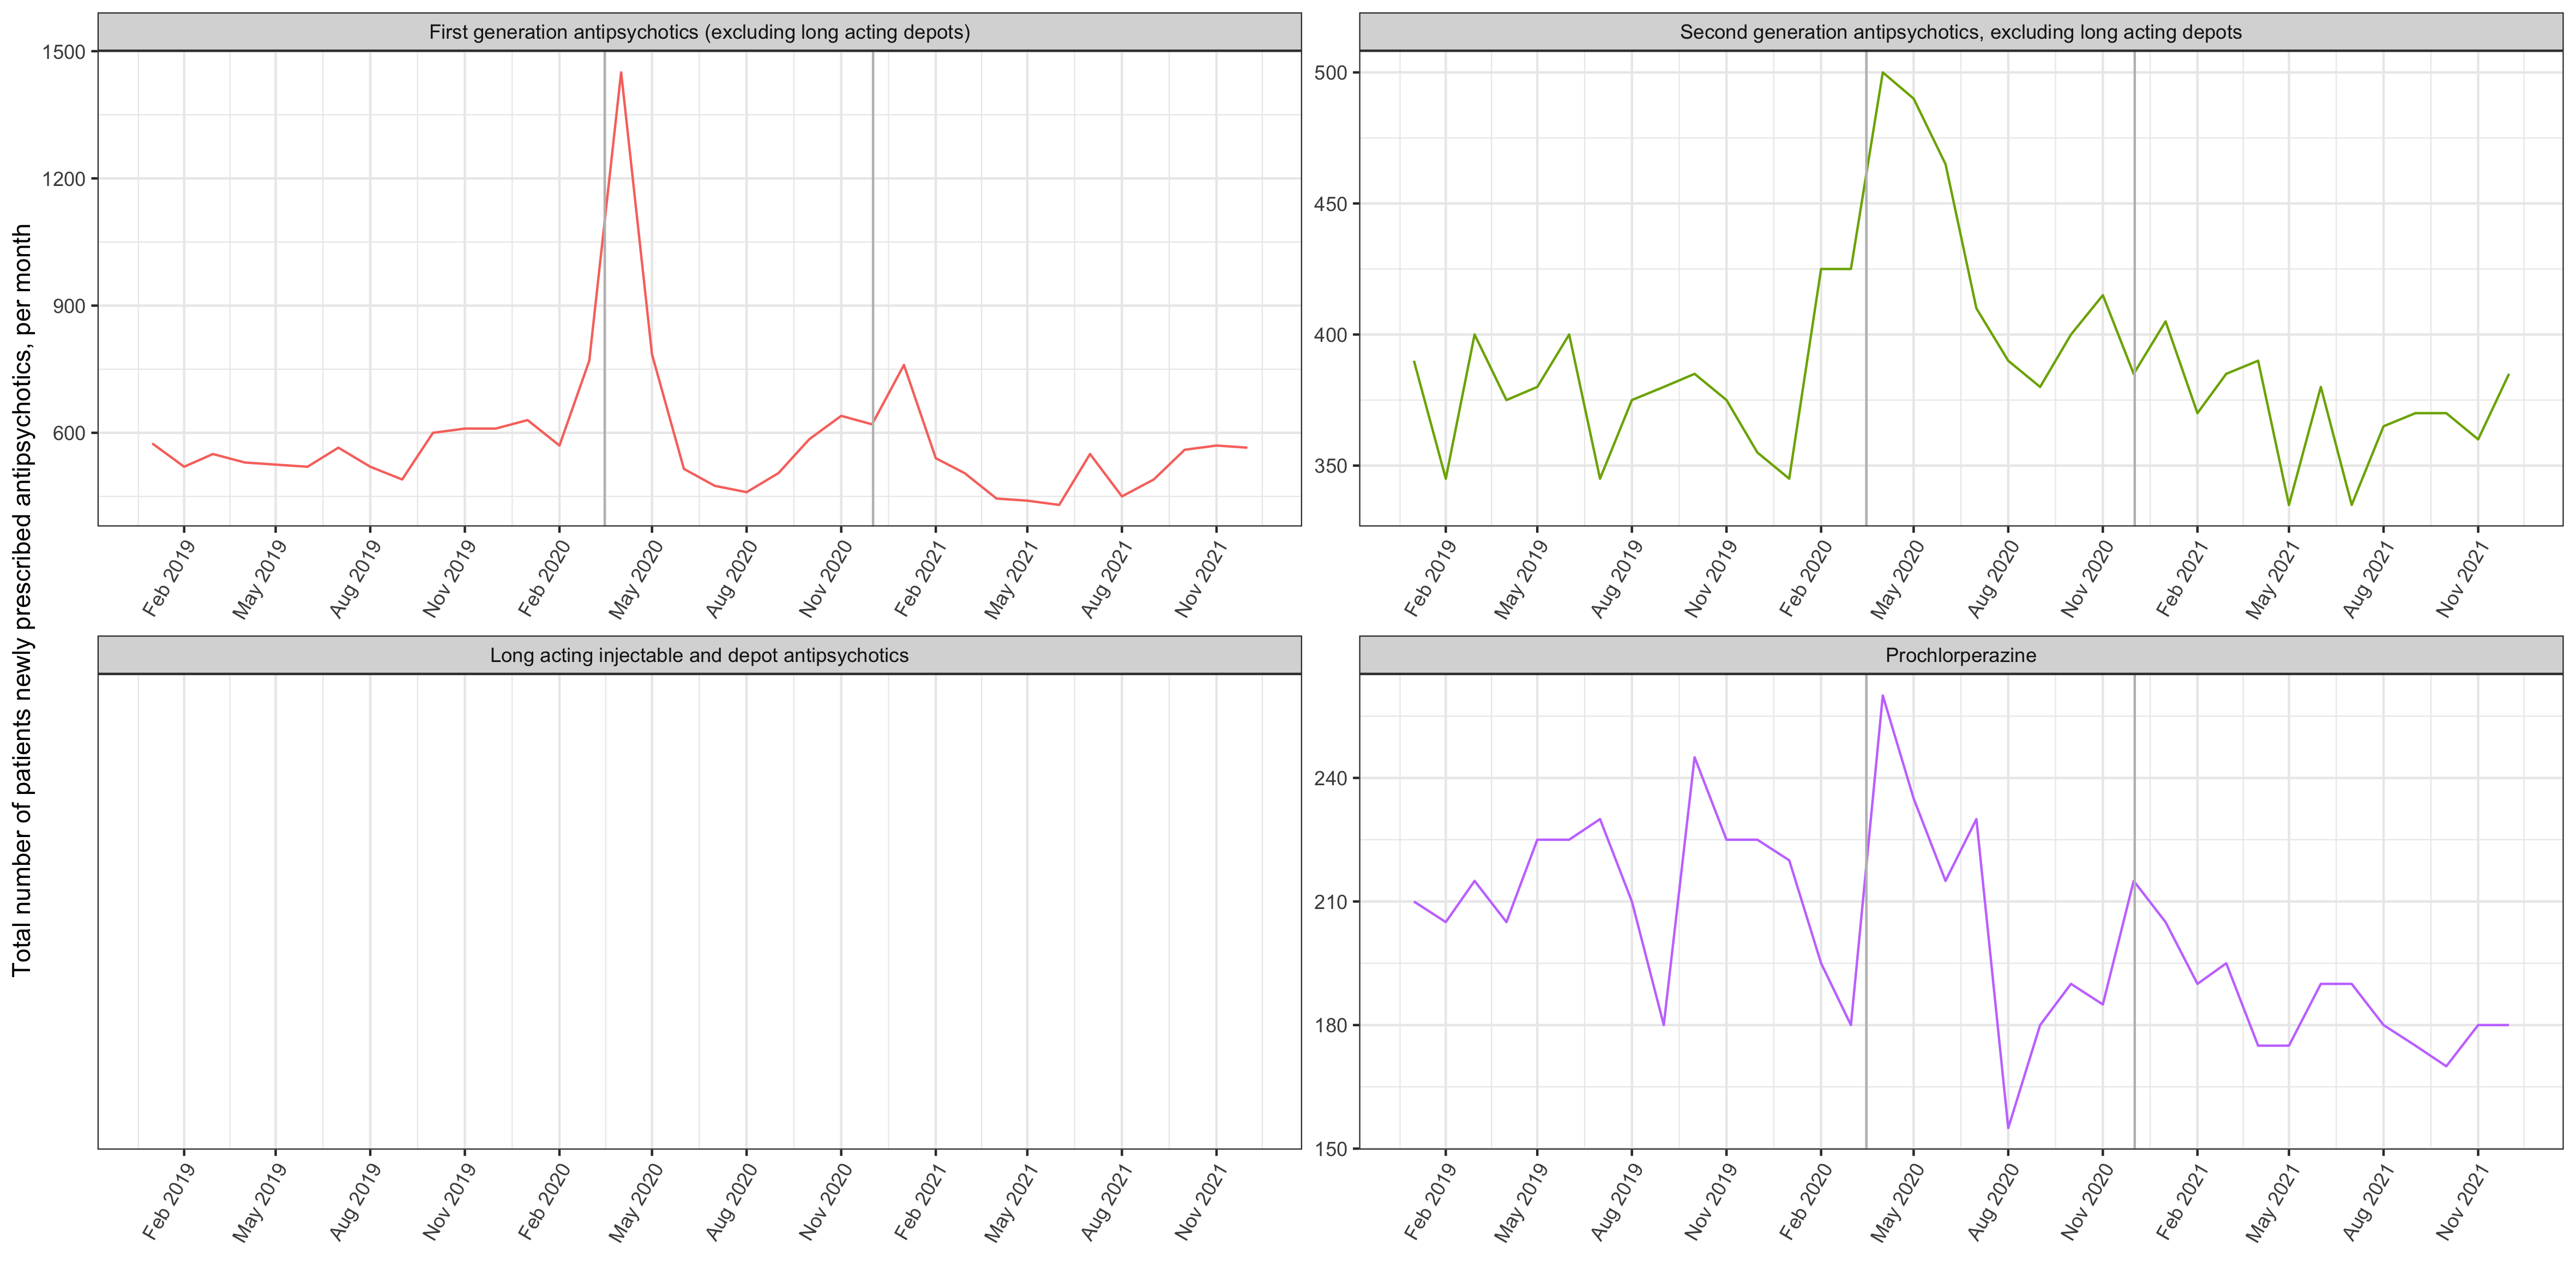 Total number of patients newly prescribed antipsychotics, per month
First generation antipsychotics (excluding long acting depots)
1500
1200
900
600
Feb 2019
May 2019
Aug 2019
Nov 2019
Feb 2020
May 2020
Aug 2020
Nov 2020
Feb 2021
May 2021
Aug 2021
Nov 2021
Second generation antipsychotics, excluding long acting depots
500
450
400
350
Feb 2019
May 2019
Aug 2019
Nov 2019
Feb 2020
May 2020
Aug 2020
Nov 2020
Feb 2021
May 2021
Aug 2021
Nov 2021
Long acting injectable and depot antipsychotics
Feb 2019
May 2019
Aug 2019
Nov 2019
Feb 2020
May 2020
Aug 2020
Nov 2020
Feb 2021
May 2021
Aug 2021
Nov 2021
Prochlorperazine
240
210
180
150
Feb 2019
May 2019
Aug 2019
Nov 2019
Feb 2020
May 2020
Aug 2020
Nov 2020
Feb 2021
May 2021
Aug 2021
Nov 2021